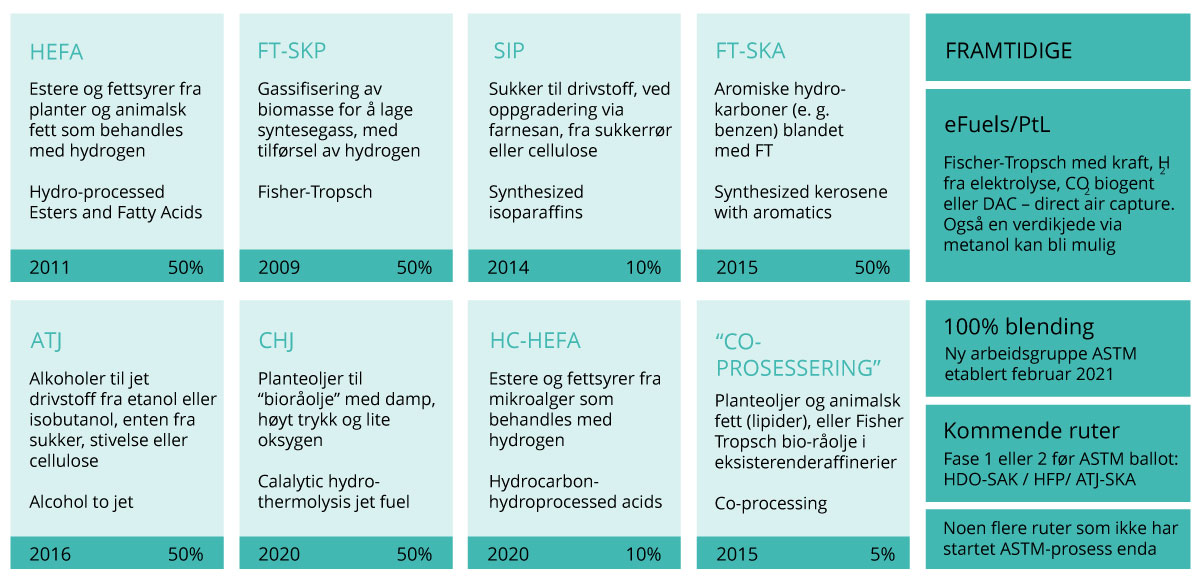 HEFA
Estere og fettsyrer fra
planter og animalsk
fett som behandles
med hydrogen
Hydro-processed
Esters and Fatty Acids
2011 50%
FT-SKP
Gassifisering av
biomasse for å lage
syntesegass, med
tilførsel av hydrogen
Fisher-Tropsch
2009 50%
SIP
Sukker til drivstoff, ved
oppgradering via
farnesan, fra sukkerrør
eller cellulose
Synthesized
isoparaffins
2014 10%
FT-SKA
Aromiske hydro-
karboner (e. g.
benzen) blandet
med FT
Synthesized kerosene
with aromatics
2015 50%
FRAMTIDIGE
eFuels/PtL
Fischer-Tropsch med kraft, H₂
fra elektrolyse, CO₂ biogent
eller DAC – direct air capture.
Også en verdikjede via
metanol kan bli mulig
ATJ
Alkoholer til jet
drivstoff fra etanol eller
isobutanol, enten fra
sukker, stivelse eller
cellulose
Alcohol to jet
2016 50%
CHJ
Planteoljer til
“bioråolje” med damp,
høyt trykk og lite
oksygen
Calalytic hydro-
thermolysis jet fuel
2020 50%
HC-HEFA
Estere og fettsyrer fra
mikroalger som
behandles med
hydrogen
Hydrocarbon-
hydroprocessed acids
2020 10%
“CO-
PROSESSERING”
Planteoljer og animalsk
fett (lipider), eller Fisher
Tropsch bio-råolje i
eksisterenderaffinerier
Co-processing
2015 5%
100% blending
Ny arbeidsgruppe ASTM
etablert februar 2021
Kommende ruter
Fase 1 eller 2 før ASTM ballot:
HDO-SAK / HFP/ ATJ-SKA
Noen flere ruter som ikke har
startet ASTM-prosess enda